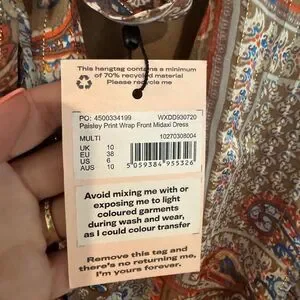 This hangtag contains a minimum
of 70% recycled material
Please recycle me
PO: 4500334199 WXDD930720
Paisley Print Wrap Front Midaxi Dress
MULTI 10270308004
UK 10
EU 38
US 6
AUS 10
5 059384 955326
Avoid mixing me with or
exposing me to light
coloured garments
during wash and wear,
as I could colour transfer
Remove this tag and
there's no returning me,
I'm yours forever.